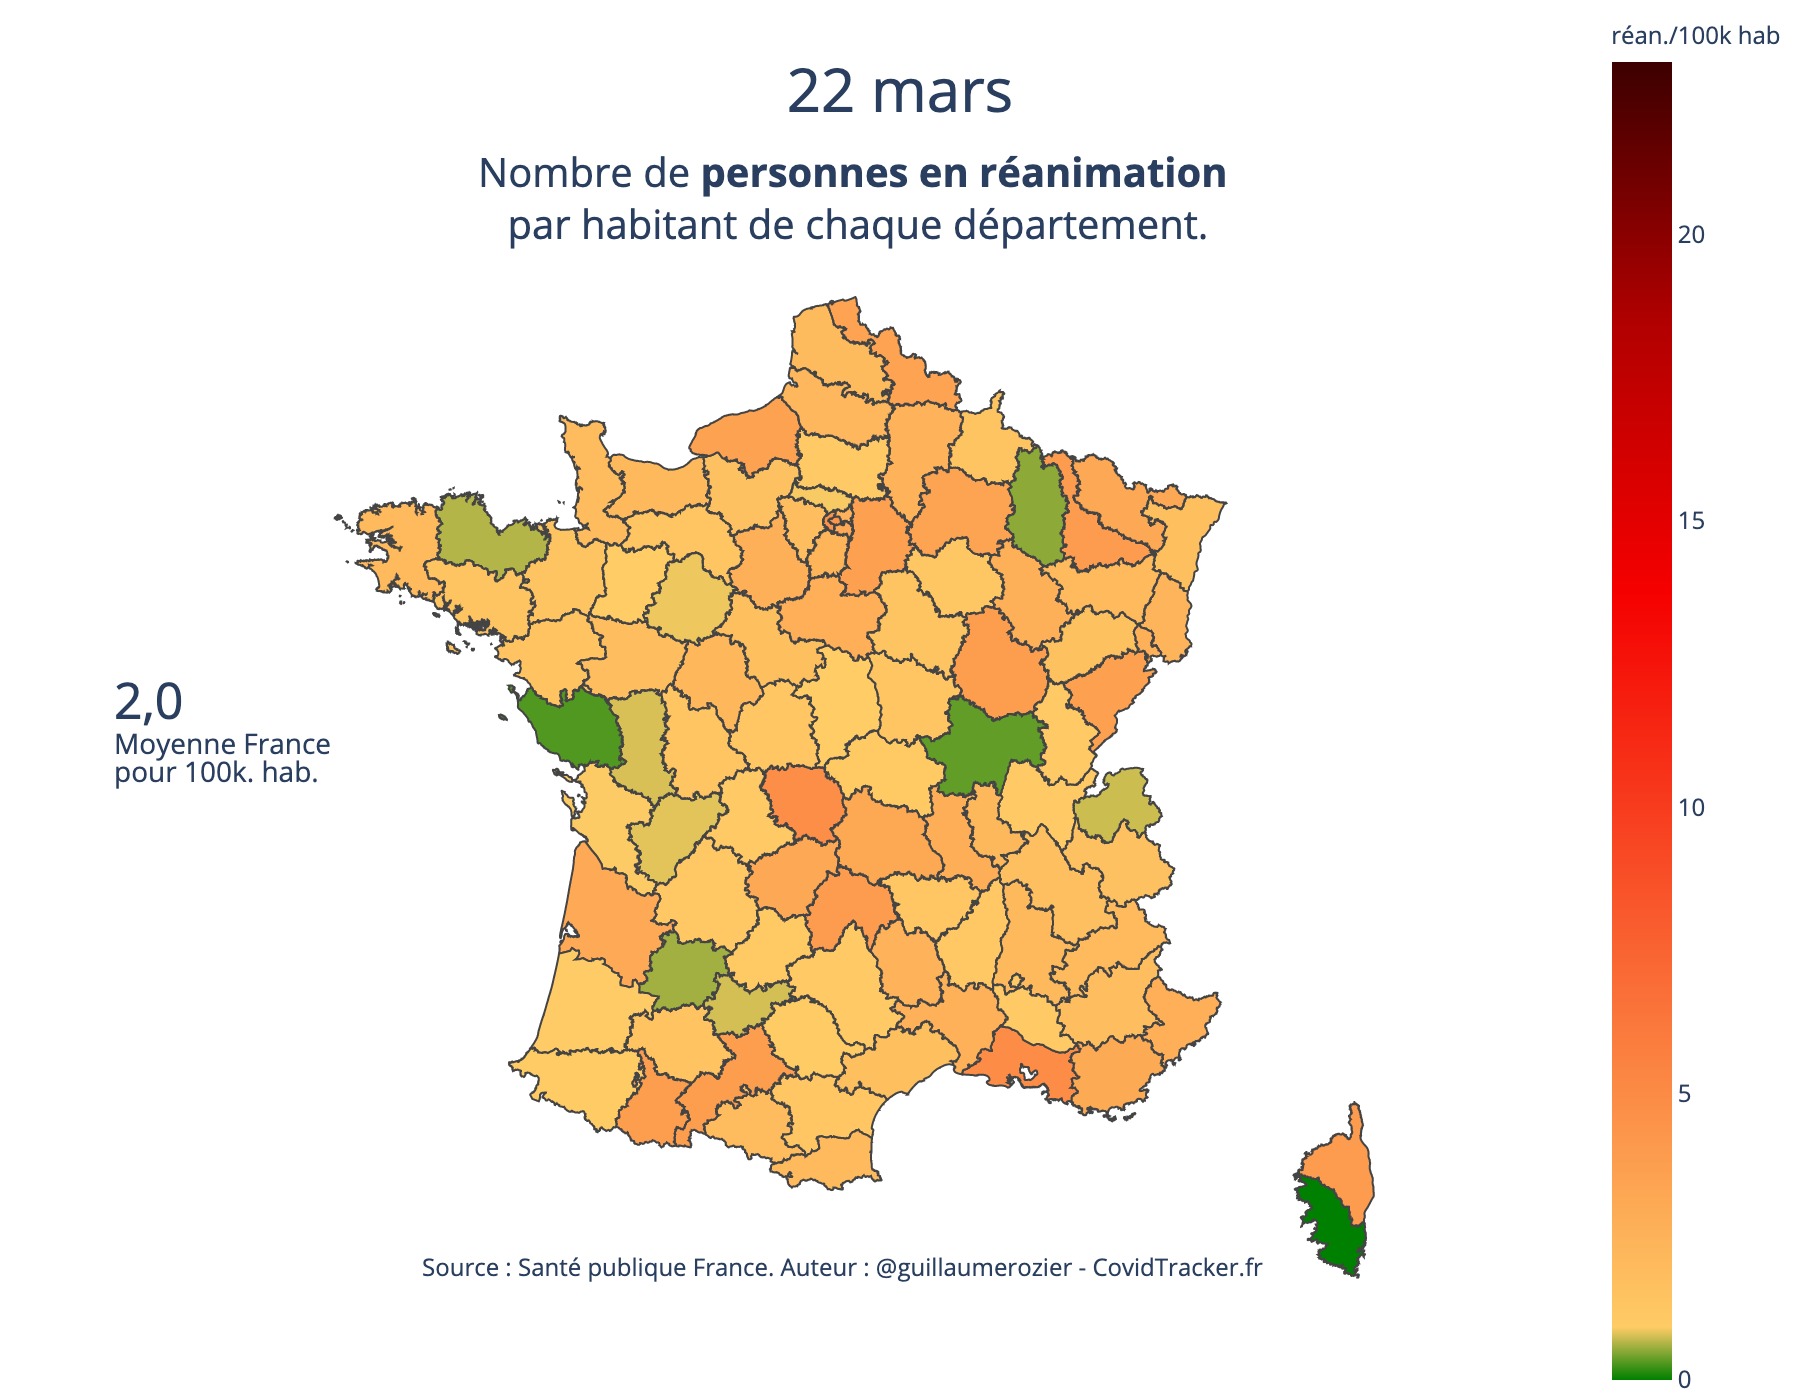 réan./100k hab
22 mars
Nombre de personnes en réanimation
par habitant de chaque département.
20
15
2,0
Moyenne France
pour 100k. hab.
10
5
Source : Santé publique France. Auteur : @guillaumerozier - CovidTracker.fr
0